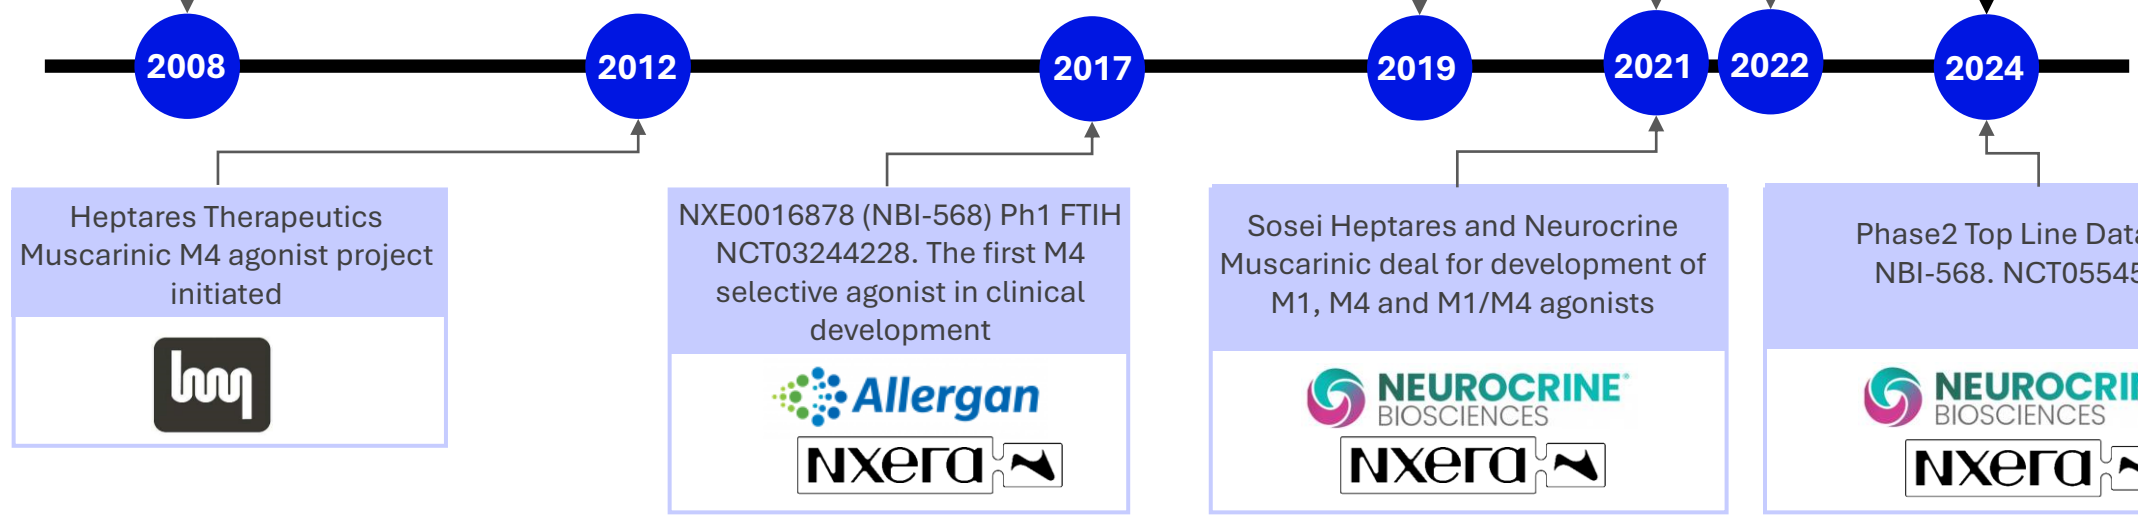 2008
2012
2017
2019
2021
2022
2024
Heptares Therapeutics
Muscarinic M4 agonist project
initiated
NXE0016878 (NBI-568) Ph1 FTIH
NCT03244228. The first M4
selective agonist in clinical
development
Allergan
NXera
Sosei Heptares and Neurocrine
Muscarinic deal for development of
M1, M4 and M1/M4 agonists
NEUROCRINE®
BIOSCIENCES
NXera
Phase2 Top Line Data
NBI-568. NCT05545
NEUROCRI
BIOSCIENCES
NXera